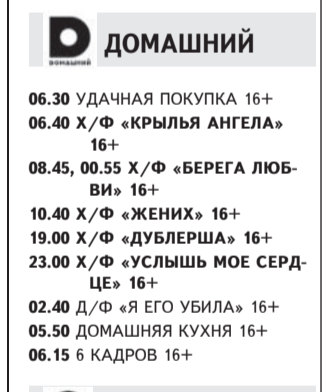 ДОМАШНИЙ
ДОМАШНИЙ
06.30 УДАЧНАЯ ПОКУПКА 16+
06.40 Х/Ф «КРЫЛЬЯ АНГЕЛА»
16+
08.45, 00.55 Х/Ф «БЕРЕГА ЛЮБ-
ВИ» 16+
10.40 Х/Ф «ЖЕНИХ» 16+
19.00 Х/Ф «ДУБЛЕРША» 16+
23.00 Х/Ф «УСЛЫШЬ МОЕ СЕРД-
ЦЕ» 16+
02.40 Д/Ф «Я ЕГО УБИЛА» 16+
05.50 ДОМАШНЯЯ КУХНЯ 16+
06.15 6 КАДРОВ 16+